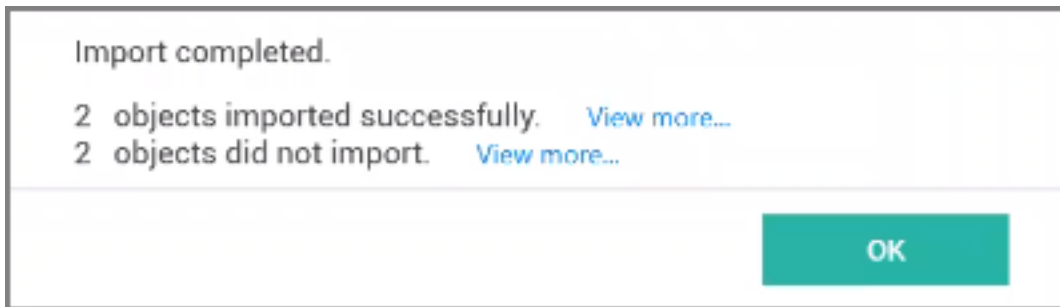 Import completed.
2 objects imported successfully. View more...
2 objects did not import. View more...
OK